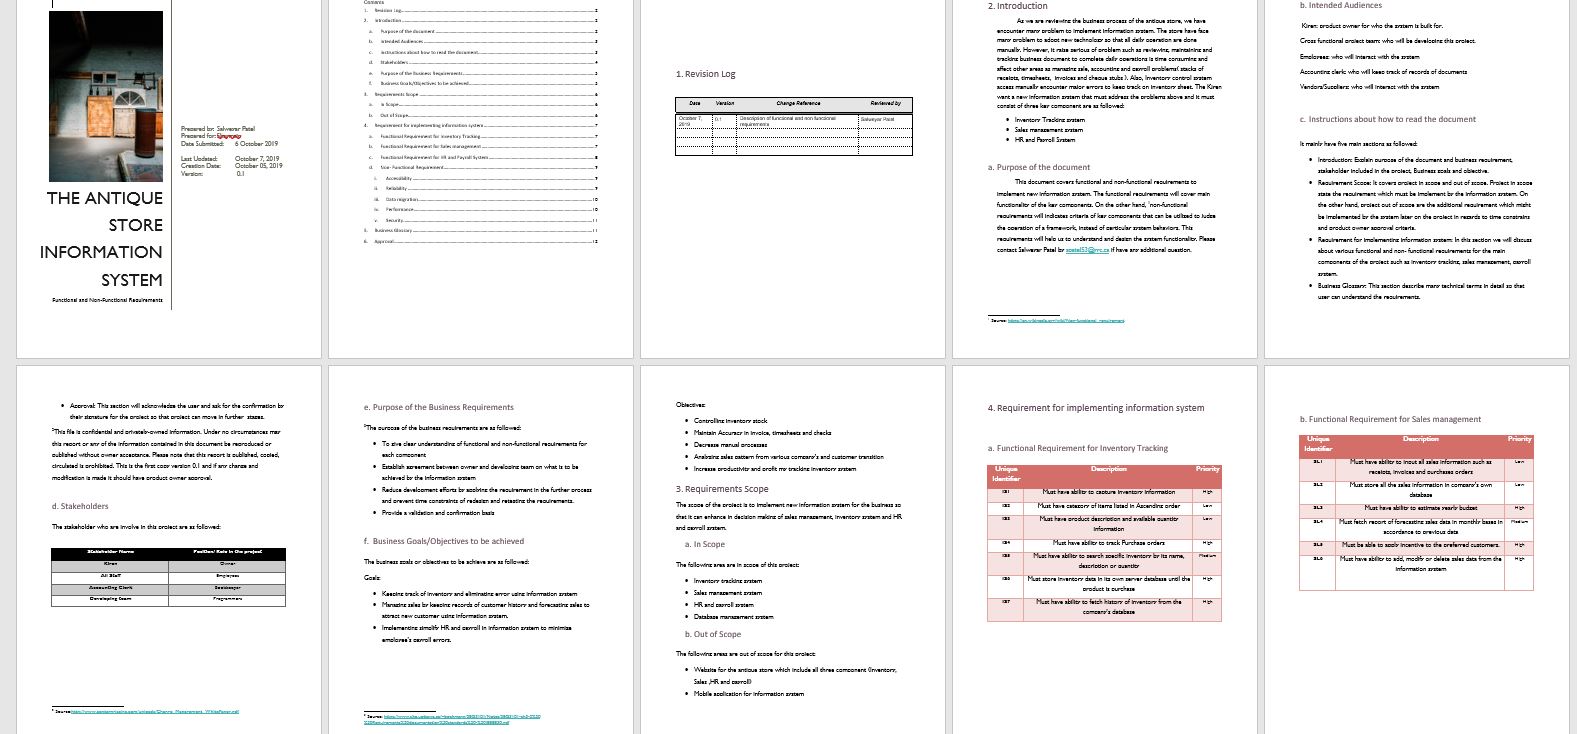 Prepared by: Salweyar Patel
Prepared for:
Date Submitted: 6 October 2019
Last Updated: October 7, 2019
Creation Date: October 05, 2019
Version: 0.1
THE ANTIQUE
STORE
INFORMATION
SYSTEM
Functional and Non-Functional Requirements
Contents
1. Revision Log 2
2. Introduction 2
a. Purpose of the document 2
b. Intended Audiences 3
c. Instructions about how to read the document 3
d. Stakeholders 4
e. Purpose of the Business Requirements 5
f. Business Goals/Objectives to be achieved 5
3. Requirements Scope 6
a. In Scope 6
b. Out of Scope 6
4. Requirement for implementing information system 7
a. Functional Requirement for Inventory Tracking 7
b. Functional Requirement for Sales management 7
c. Functional Requirement for HR and Payroll System 8
d. Non- Functional Requirement 9
i. Accessibility 9
ii. Reliability 9
iii. Data migration 10
iv. Performance 10
v. Security 11
5. Business Glossary 11
6. Approval 12
1. Revision Log
Date Version Change Reference Reviewed by
October 7, 2019 0.1 Description of functional and non functional requirements Salweyar Patel
2. Introduction
As we are reviewing the business process of the antique store, we have
encounter many problem to implement information system. The store have face
many problem to adopt new technology so that all daily operation are done
manually. However, it raise serious of problem such as reviewing, maintaining and
tracking business document to complete daily operations is time consuming and
affect other areas as managing sale, accounting and payroll problems( stacks of
receipts, timesheets, invoices and cheque stubs ). Also, Inventory control system
access manually encounter major errors to keep track on inventory sheet. The Kiren
want a new information system that must address the problems above and it must
consist of three key component are as followed:
• Inventory Tracking system
• Sales management system
• HR and Payroll System
a. Purpose of the document
This document covers functional and non-functional requirements to
implement new information system. The functional requirements will cover main
functionality of the key components. On the other hand, ¹non-functional
requirements will indicates criteria of key components that can be utilized to judge
the operation of a framework, instead of particular system behaviors. This
requirements will help us to understand and design the system functionality. Please
contact Salweyar Patel by if have any additional question.
b. Intended Audiences
Kiren: product owner for who the system is built for.
Cross functional project team: who will be developing this project.
Employees: who will interact with the system
Accounting clerk: who will keep track of records of documents
Vendors/Suppliers: who will interact with the system
c. Instructions about how to read the document
It mainly have five main sections as followed:
• Introduction: Explain purpose of the document and business requirement,
stakeholder included in the project, Business goals and objective.
• Requirement Scope: It covers project in scope and out of scope. Project in scope
state the requirement which must be implement by the information system. On
the other hand, project out of scope are the additional requirement which might
be implemented by the system later on the project in regards to time constrains
and product owner approval criteria.
• Requirement for implementing information system: In this section we will discuss
about various functional and non- functional requirements for the main
components of the project such as inventory tracking, sales management, payroll
system.
• Business Glossary: This section describe many technical terms in detail so that
user can understand the requirements.
• Approval: This section will acknowledge the user and ask for the confirmation by
their signature for the project so that project can move in further stages.
²This file is confidential and privately-owned information. Under no circumstances may
this report or any of the information contained in this document be reproduced or
published without owner acceptance. Please note that this report is published, copied,
circulated is prohibited. This is the first copy version 0.1 and if any change and
modification is made it should have product owner approval.
d. Stakeholders
The stakeholder who are involve in this project are as followed:
Stakeholder Name Position/ Role in the project
Kiren Owner
All Staff Employees
Accounting Clerk Bookkeeper
Developing team Programmers
e. Purpose of the Business Requirements
³The purpose of the business requirements are as followed:
• To give clear understanding of functional and non-functional requirements for
each component
• Establish agreement between owner and developing team on what is to be
achieved by the information system
• Reduce development efforts by applying the requirement in the further process
and prevent time constraints of redesign and retesting the requirements.
• Provide a validation and confirmation basis
f. Business Goals/Objectives to be achieved
The business goals or objectives to be achieve are as followed:
Goals:
• Keeping track of inventory and eliminating error using information system
• Managing sales by keeping records of customer history and forecasting sales to
attract new customer using information system.
• Implementing simplify HR and payroll in information system to minimize
employee's payroll errors.
Objectives:
• Controlling inventory stock
• Maintain Accuracy in invoice, timesheets and checks
• Decrease manual processes
• Analyzing sales pattern from various company's and customer transition
• Increase productivity and profit my tracking inventory system
3. Requirements Scope
The scope of the project is to implement new information system for the business so
that it can enhance in decision making of sales management, inventory system and HR
and payroll system.
a. In Scope
The following areas are in scope of this project:
• Inventory tracking system
• Sales management system
• HR and Payroll system
• Database management system
b. Out of Scope
The following areas are out of scope for this project:
• Website for the antique store which include all three component (Inventory,
Sales ,HR and payroll)
• Mobile application for information system
4. Requirement for implementing information system
a. Functional Requirement for Inventory Tracking
Unique Identifier Description Priority
Must have ability to capture inventory information High
Must have category of items listed in Ascending order Low
Must have product description and available quantity information Low
Must have ability to track Purchase orders High
Must have ability to search specific inventory by its name, description or quantity Medium
Must store inventory data in its own server database until the product is purchase High
Must have ability to fetch history of inventory from the company's database High
b. Functional Requirement for Sales management
Unique Identifier Description Priority
SL1 Must have ability to input all sales information such as receipts, invoices and purchases orders Low
SL2 Must store all the sales information in company's own database Low
SL3 Must have ability to estimate yearly budget High
SL4 Must fetch report of forecasting sales data in monthly bases in accordance to previous data Medium
SL5 Must be able to apply incentive to the preferred customers. High
SL6 Must have ability to add, modify or delete sales data from the information system High